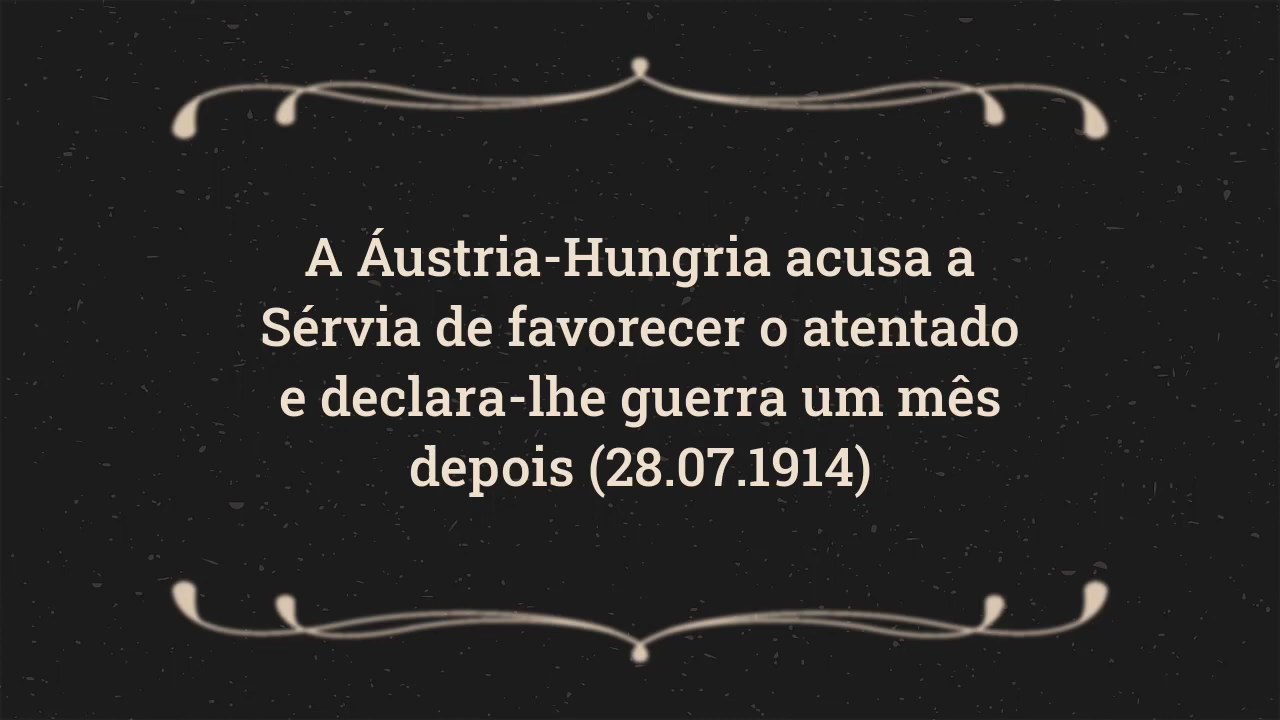 A Áustria-Hungria acusa a
Sérvia de favorecer o atentado
e declara-lhe guerra um mês
depois (28.07.1914)